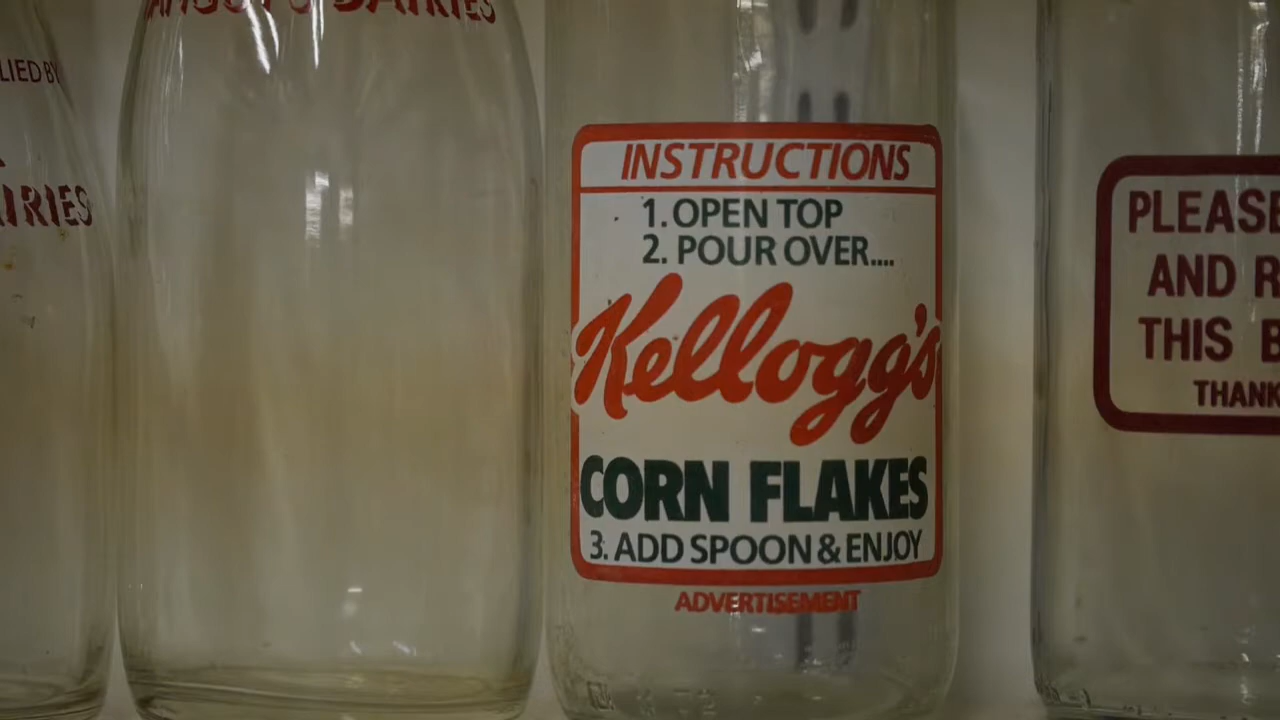 DAIRIES
LIED BY
IRIES
INSTRUCTIONS
1. OPEN TOP
2. POUR OVER....
Kellogg's
CORN FLAKES
3. ADD SPOON & ENJOY
ADVERTISEMENT
PLEASE
AND R
THIS B
THANK